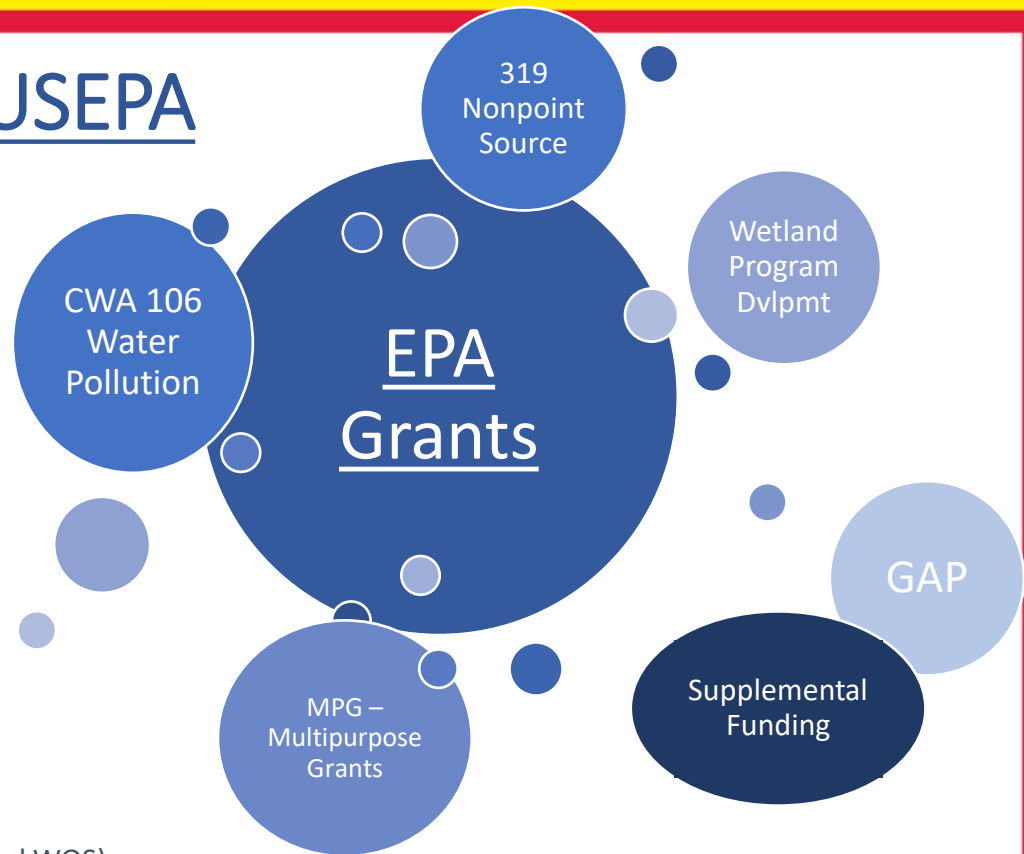 USEPA
319
Nonpoint
Source
Wetland
Program
Dvlpmt
CWA 106
Water
Pollution
EPA
Grants
GAP
Supplemental
Funding
MPG –
Multipurpose
Grants
WQS)